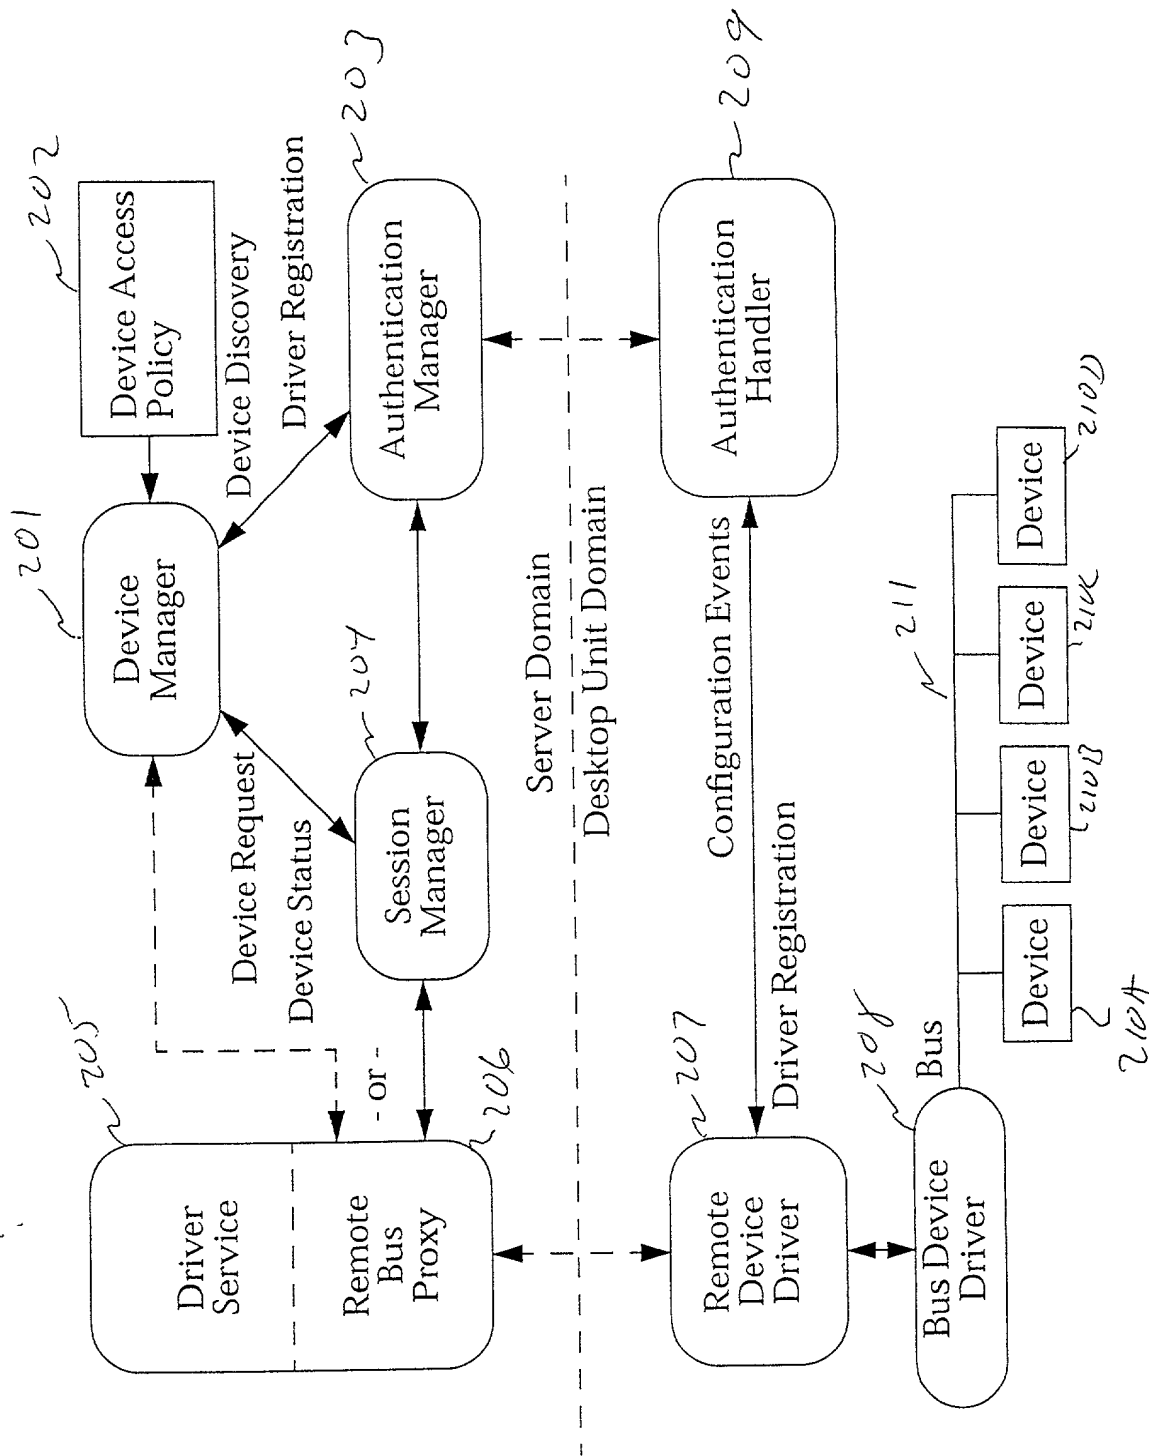 205
Driver
Service
Remote
Bus
Proxy
206
- or -
201
Device
Manager
202
Device Access
Policy
Device Request
Device Status
Device Discovery
Driver Registration
204
Session
Manager
203
Authentication
Manager
Server Domain
Desktop Unit Domain
207
Remote
Device
Driver
Configuration Events
Driver Registration
209
Authentication
Handler
208
Bus Device
Driver
Bus
211
Device
210A
Device
210B
Device
210C
Device
210D